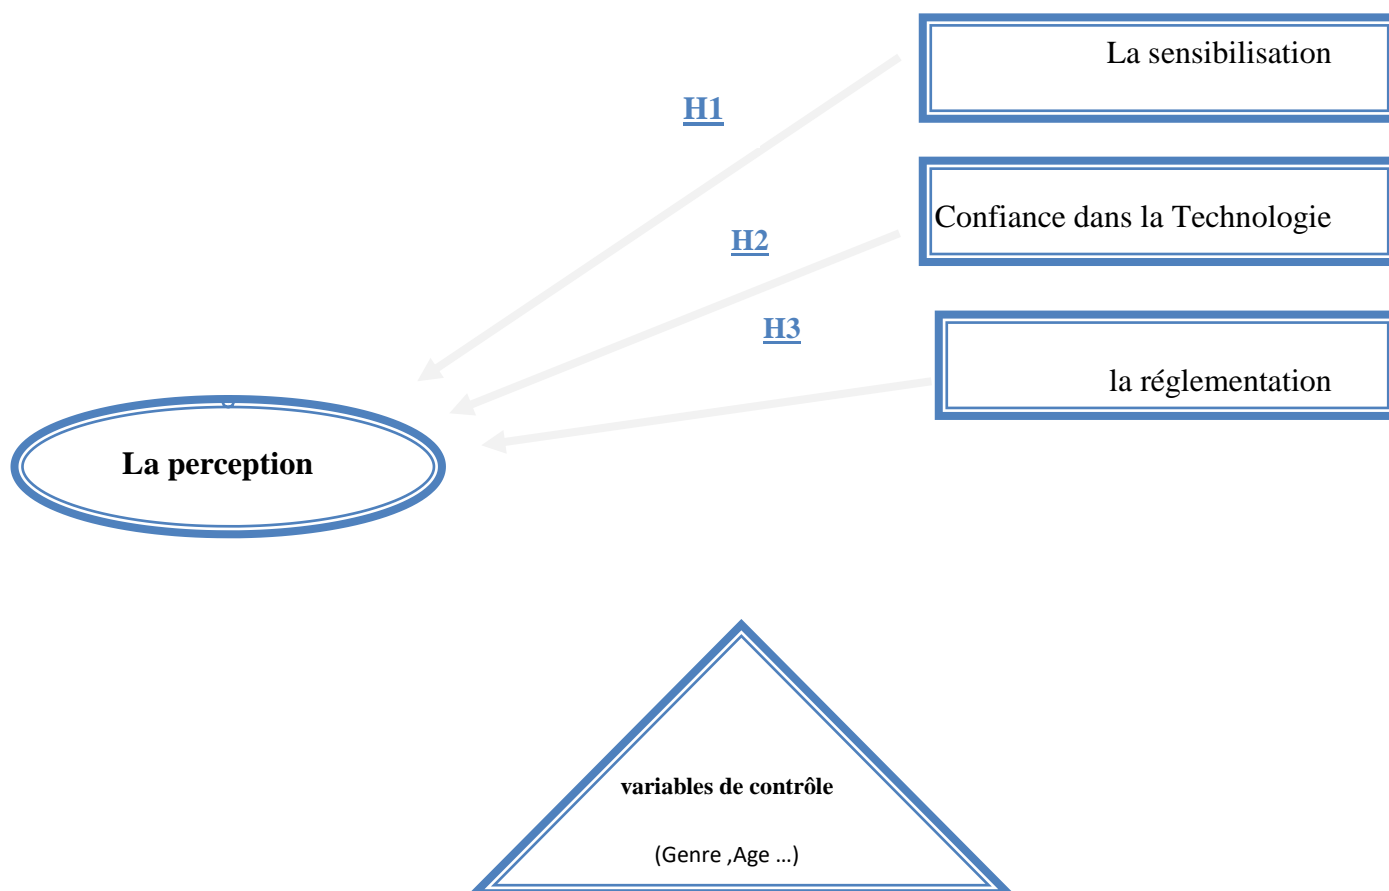 La sensibilisation
H1
Confiance dans la Technologie
H2
H3
la réglementation
La perception
variables de contrôle
(Genre ,Age ...)